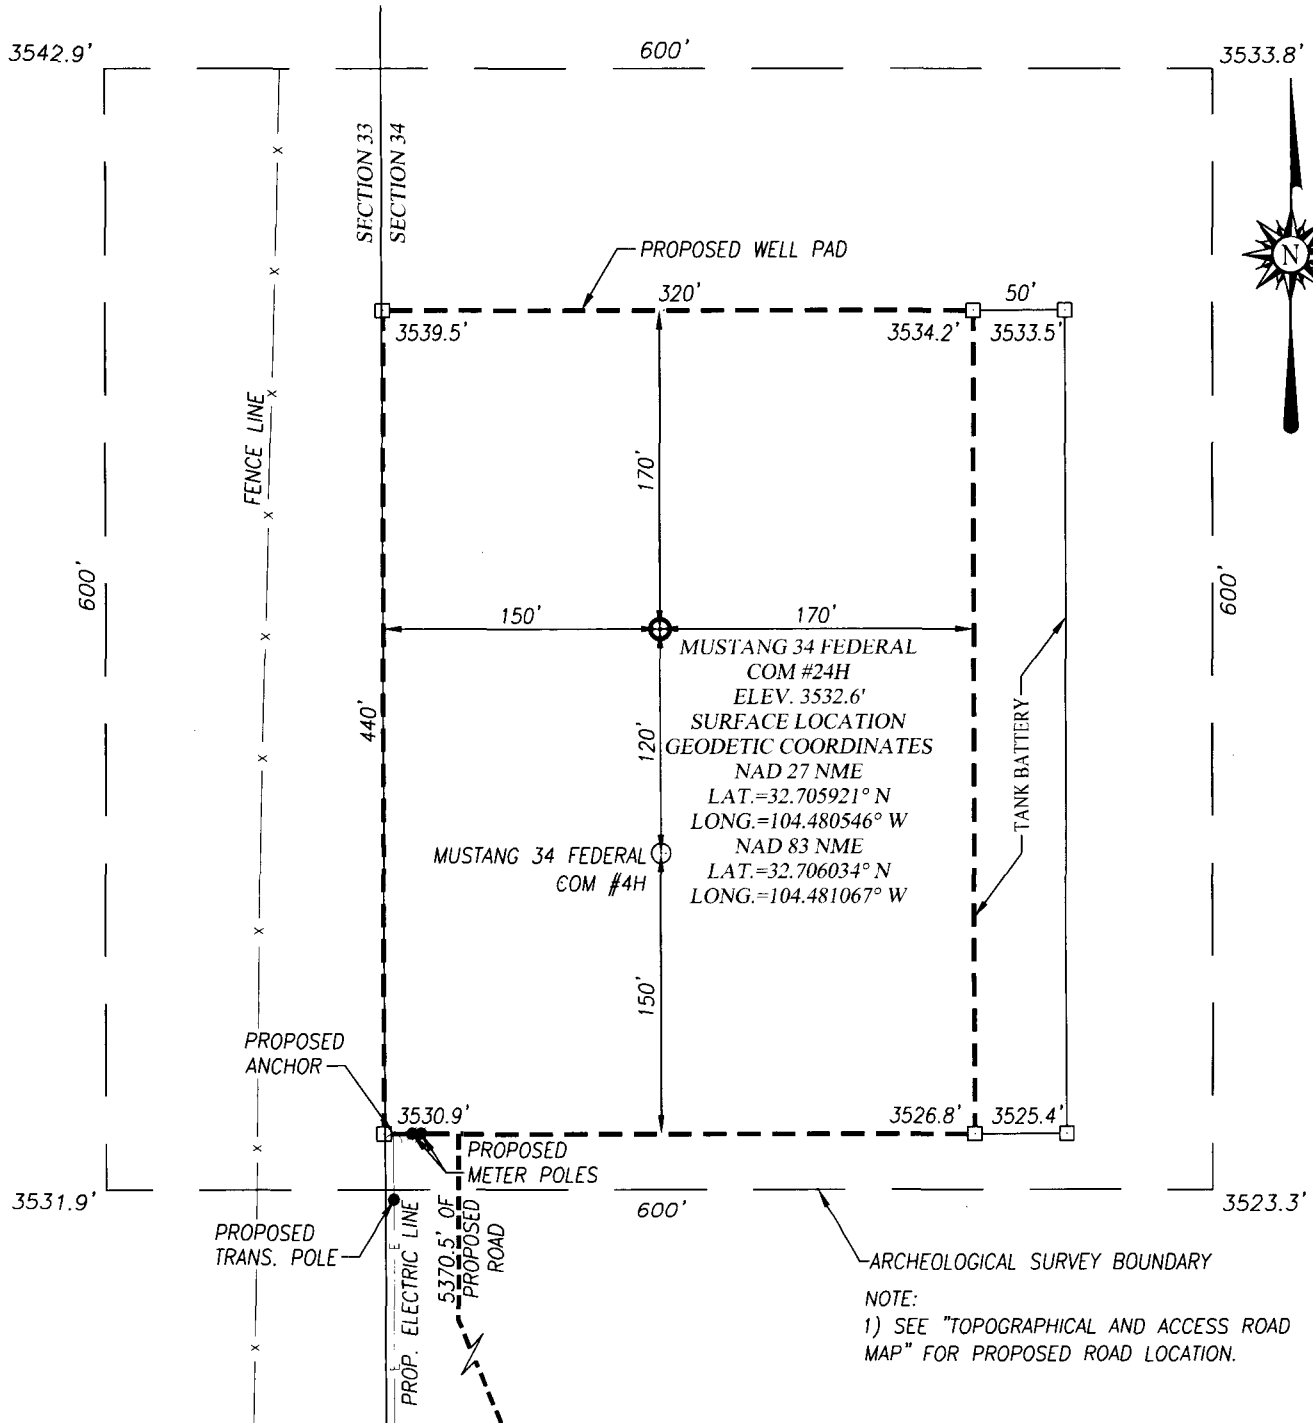 3542.9'
600'
3533.8'
SECTION 33
SECTION 34
N
PROPOSED WELL PAD
320'
50'
3539.5'
3534.2'
3533.5'
FENCE LINE
170'
600'
600'
150'
170'
MUSTANG 34 FEDERAL
COM #24H
ELEV. 3532.6'
SURFACE LOCATION
GEODETIC COORDINATES
NAD 27 NME
LAT.=32.705921° N
LONG.=104.480546° W
NAD 83 NME
LAT.=32.706034° N
LONG.=104.481067° W
440'
120'
TANK BATTERY
MUSTANG 34 FEDERAL
COM #4H
150'
PROPOSED
ANCHOR
3530.9'
3526.8'
3525.4'
PROPOSED
METER POLES
3531.9'
600'
3523.3'
PROPOSED
TRANS. POLE
PROP. ELECTRIC LINE
5370.5' OF
PROPOSED
ROAD
ARCHEOLOGICAL SURVEY BOUNDARY
NOTE:
1) SEE "TOPOGRAPHICAL AND ACCESS ROAD
MAP" FOR PROPOSED ROAD LOCATION.